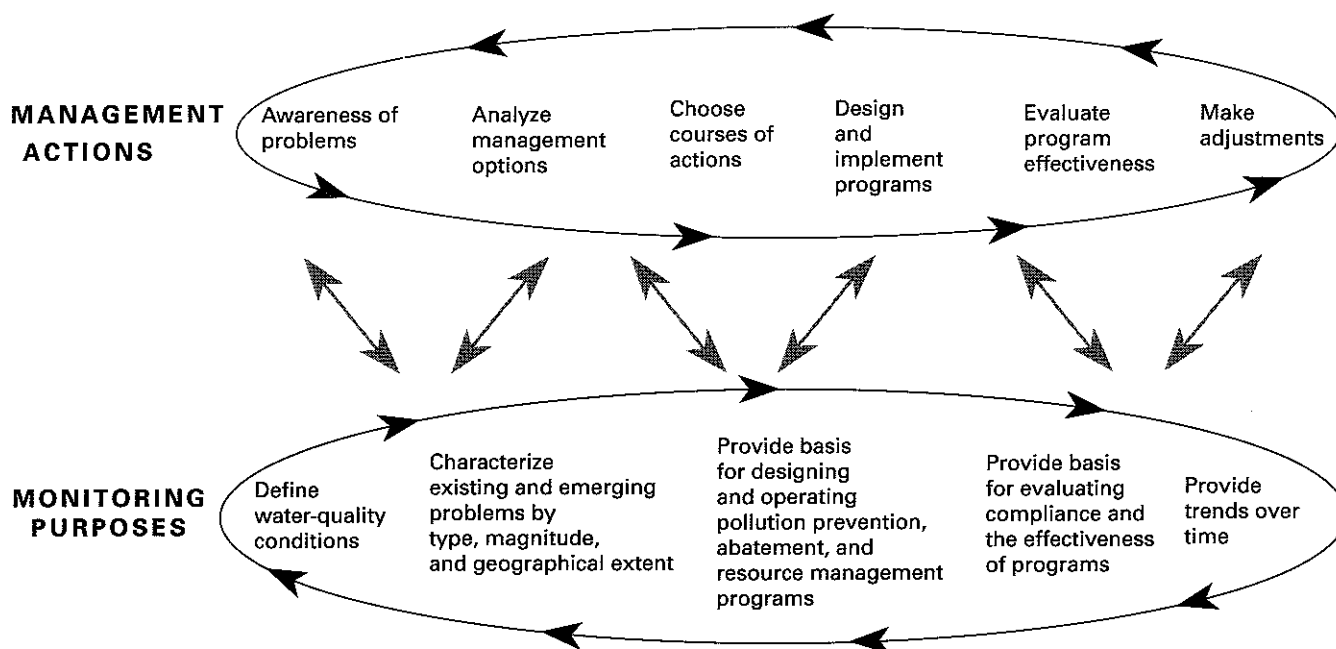 MANAGEMENT
ACTIONS
Awareness of
problems
Analyze
management
options
Choose
courses of
actions
Design
and
implement
programs
Evaluate
program
effectiveness
Make
adjustments
MONITORING
PURPOSES
Define
water-quality
conditions
Characterize
existing and emerging
problems by
type, magnitude,
and geographical extent
Provide basis
for designing
and operating
pollution prevention,
abatement, and
resource management
programs
Provide basis
for evaluating
compliance and
the effectiveness
of programs
Provide
trends over
time